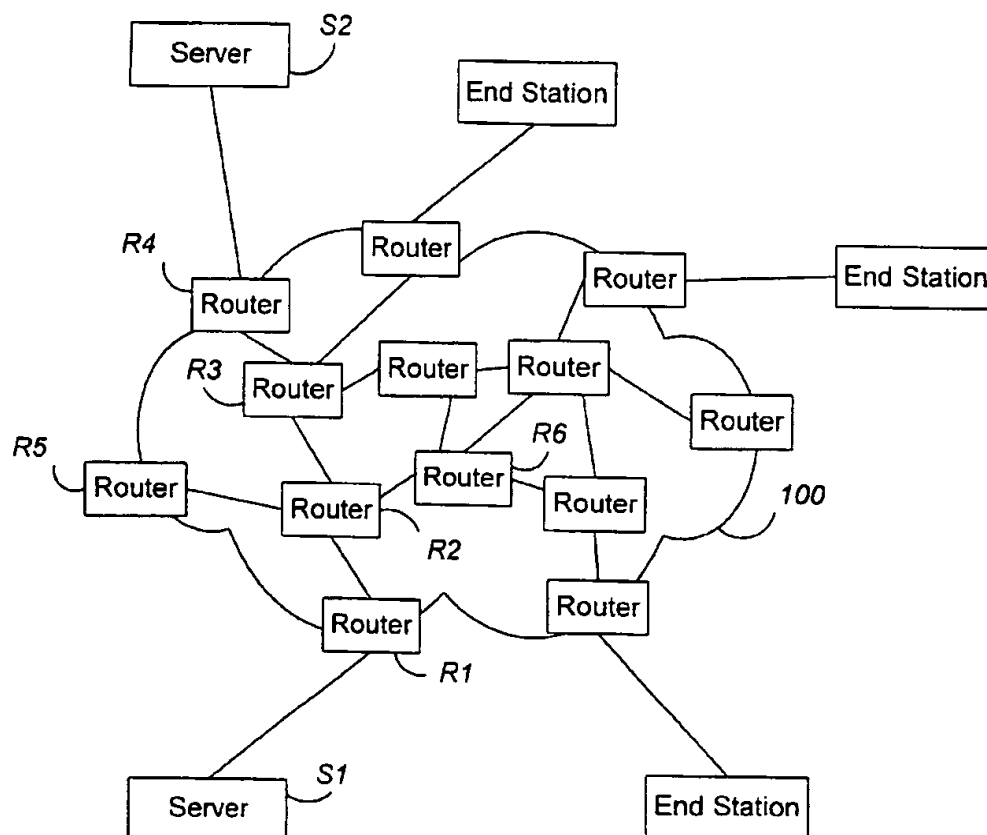 S2
Server
End Station
R4
Router
Router
End Station
Router
R3
Router
Router
Router
Router
R5
Router
R6
Router
Router
Router
100
R2
Router
Router
R1
S1
Server
End Station